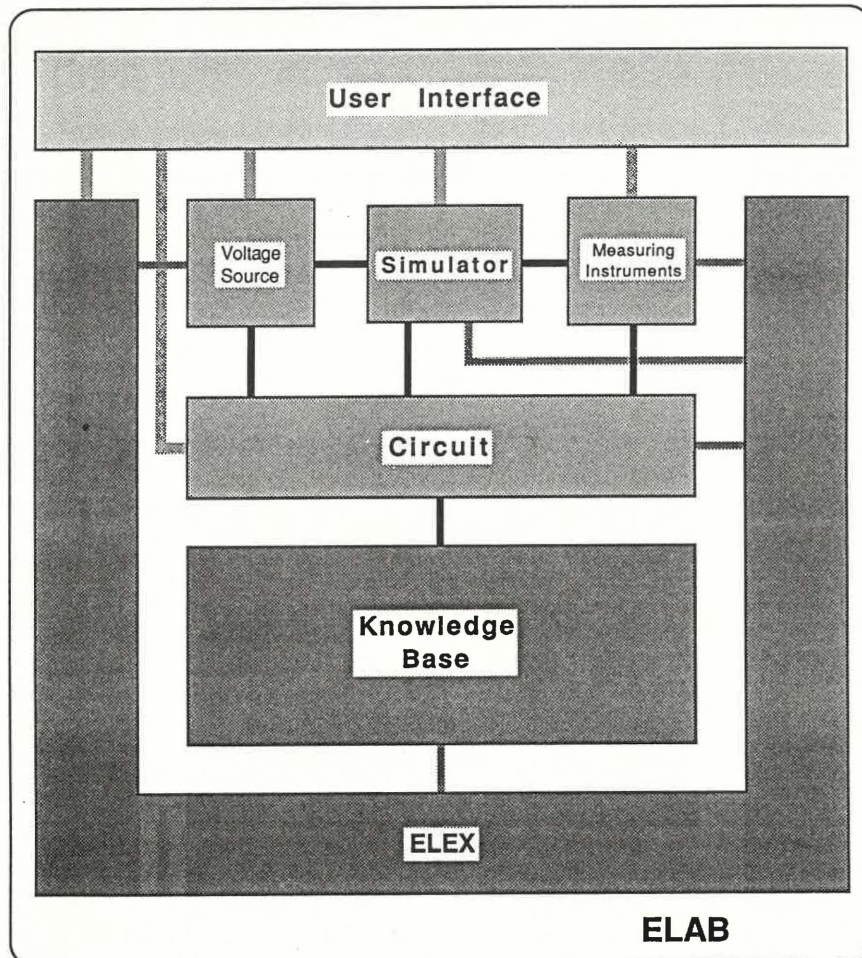 User Interface
Voltage
Source
Simulator
Measuring
Instruments
Circuit
Knowledge
Base
ELEX
ELAB